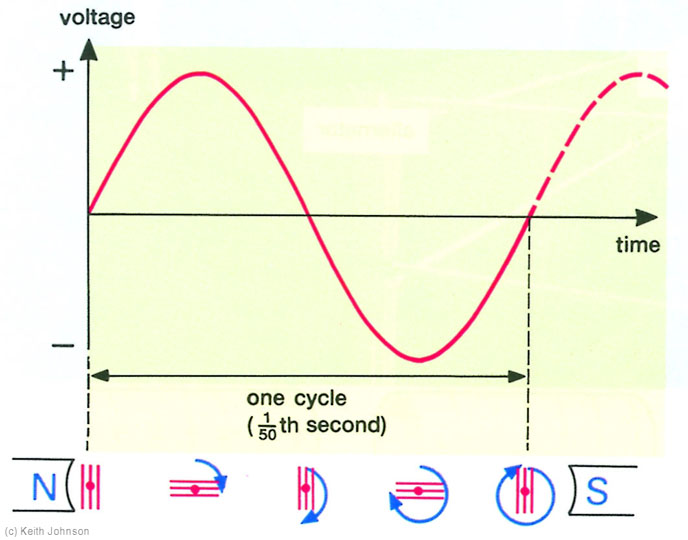 voltage
+
time
−
one cycle
(1/50th second)
N
S
(c) Keith Johnson